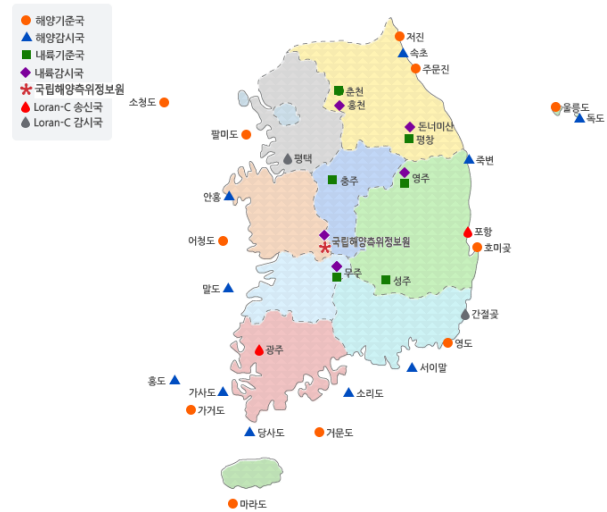 해양기준국
해양감시국
내륙기준국
내륙감시국
국립해양측위정보원
Loran-C 송신국
Loran-C 감시국
저진
속초
주문진
소청도
춘천
홍천
울릉도
독도
팔미도
돈너미산
평창
평택
죽변
충주
영주
안흥
포항
어청도
국립해양측위정보원
호미곶
무주
성주
말도
간절곶
영도
광주
서이말
홍도
가사도
소리도
가거도
당사도
거문도
마라도